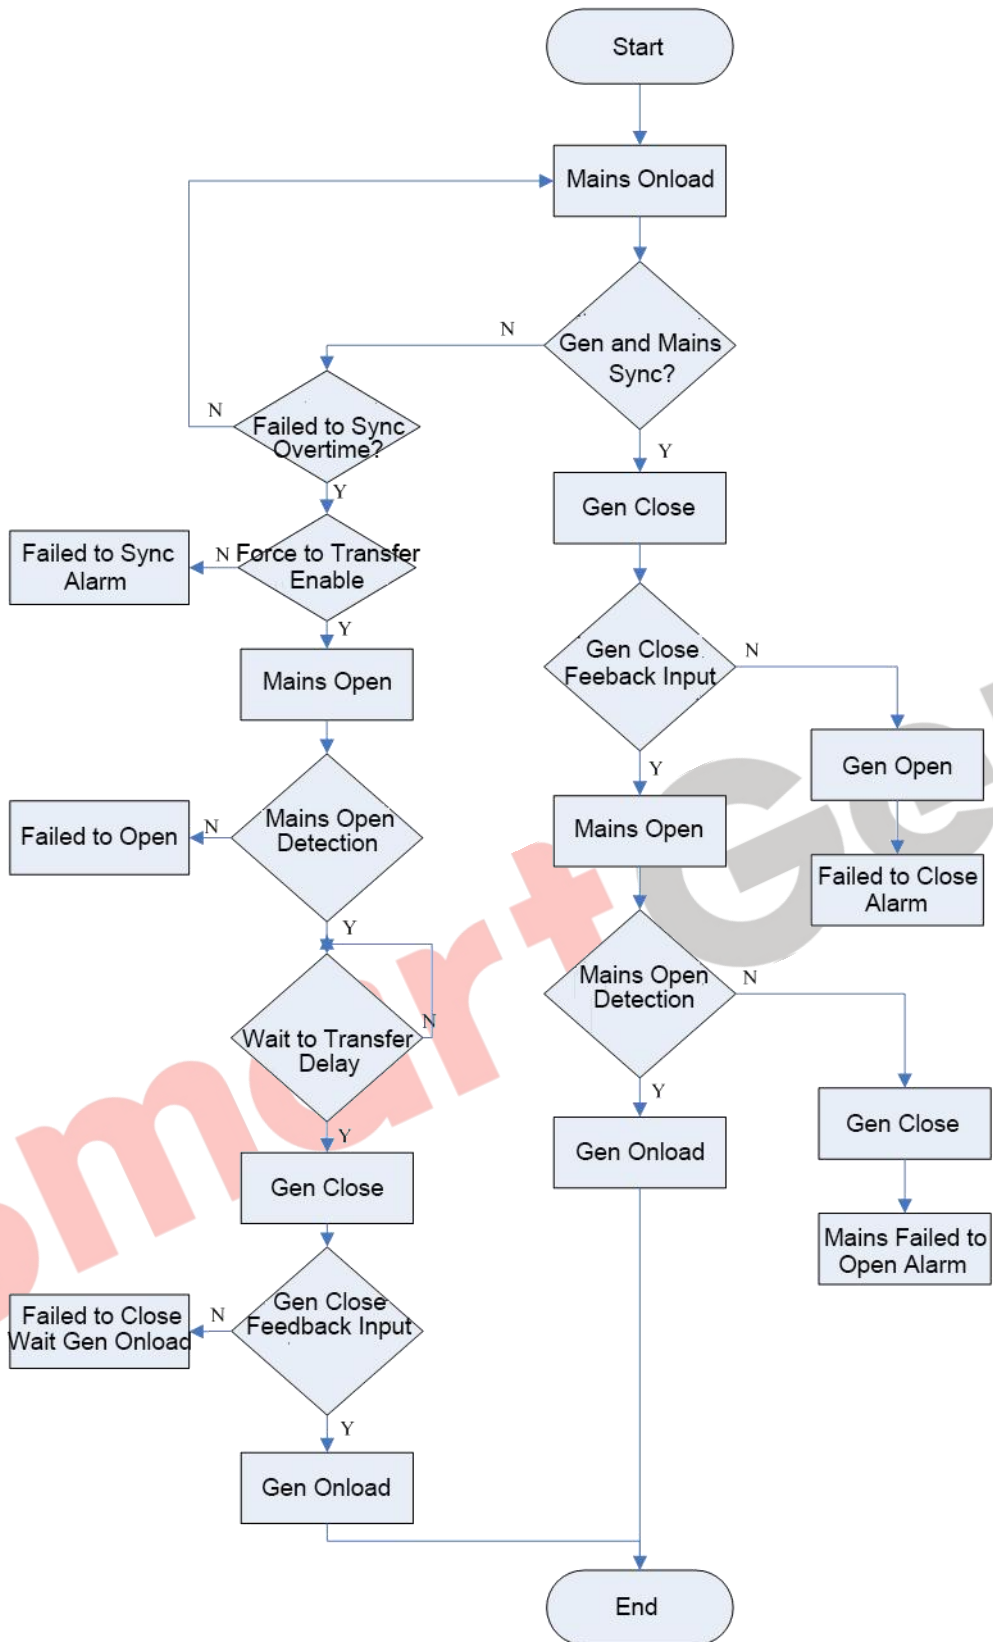 Start
Mains Onload
N
Gen and Mains
Sync?
N
Failed to Sync
Overtime?
Y
Y
Gen Close
Failed to Sync
Alarm
N
Force to Transfer
Enable
Y
Gen Close
Feeback Input
N
Mains Open
Y
Gen Open
Failed to Open
N
Mains Open
Detection
Mains Open
Failed to Close
Alarm
Y
Mains Open
Detection
N
N
Wait to Transfer
Delay
Y
Y
Gen Onload
Gen Close
Gen Close
Mains Failed to
Open Alarm
Failed to Close
Wait Gen Onload
N
Gen Close
Feedback Input
Y
Gen Onload
End
SmartGen